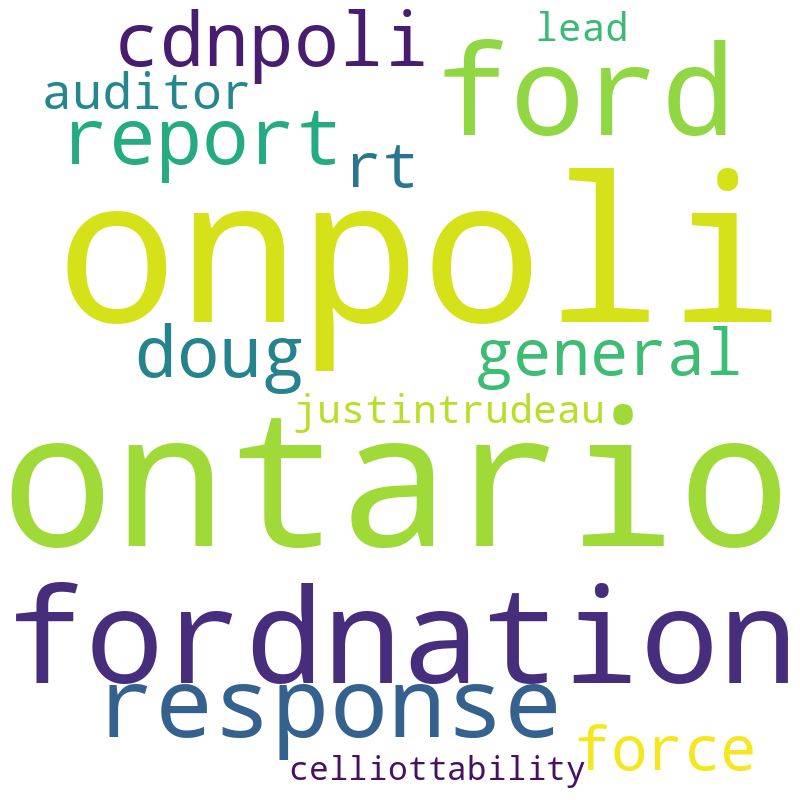 cdnpoli
lead
ford
auditor
report
rt
onpoli
doug
general
justintrudeau
ontario
fordnation
response
force
celliottability